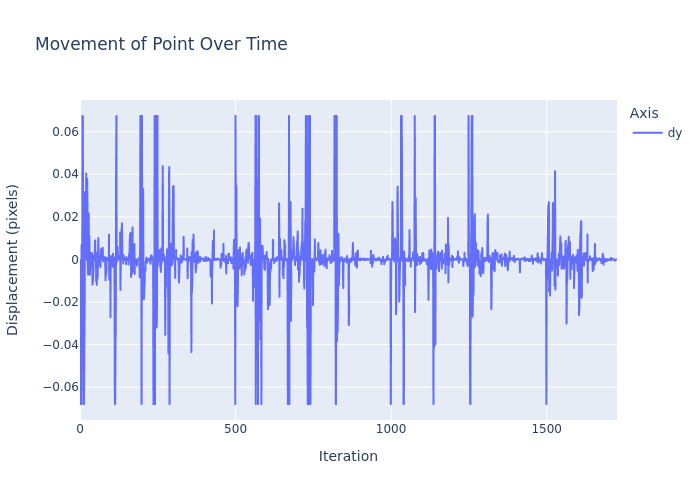 Movement of Point Over Time
Axis
dy
Displacement (pixels)
0.06
0.04
0.02
0
−0.02
−0.04
−0.06
0
500
1000
1500
Iteration